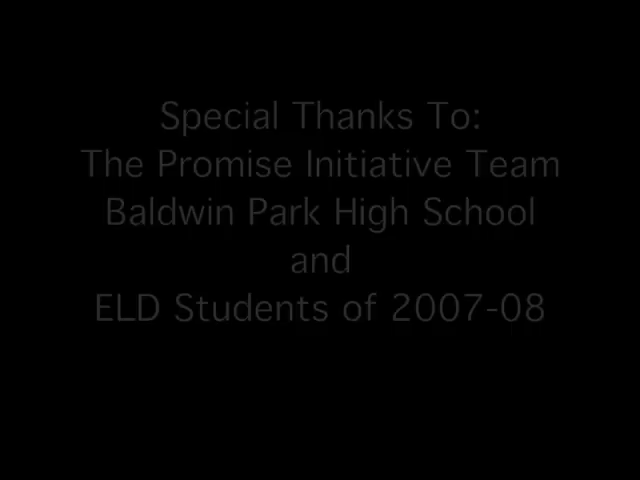 Special Thanks To:
The Promise Initiative Team
Baldwin Park High School
and
ELD Students of 2007-08